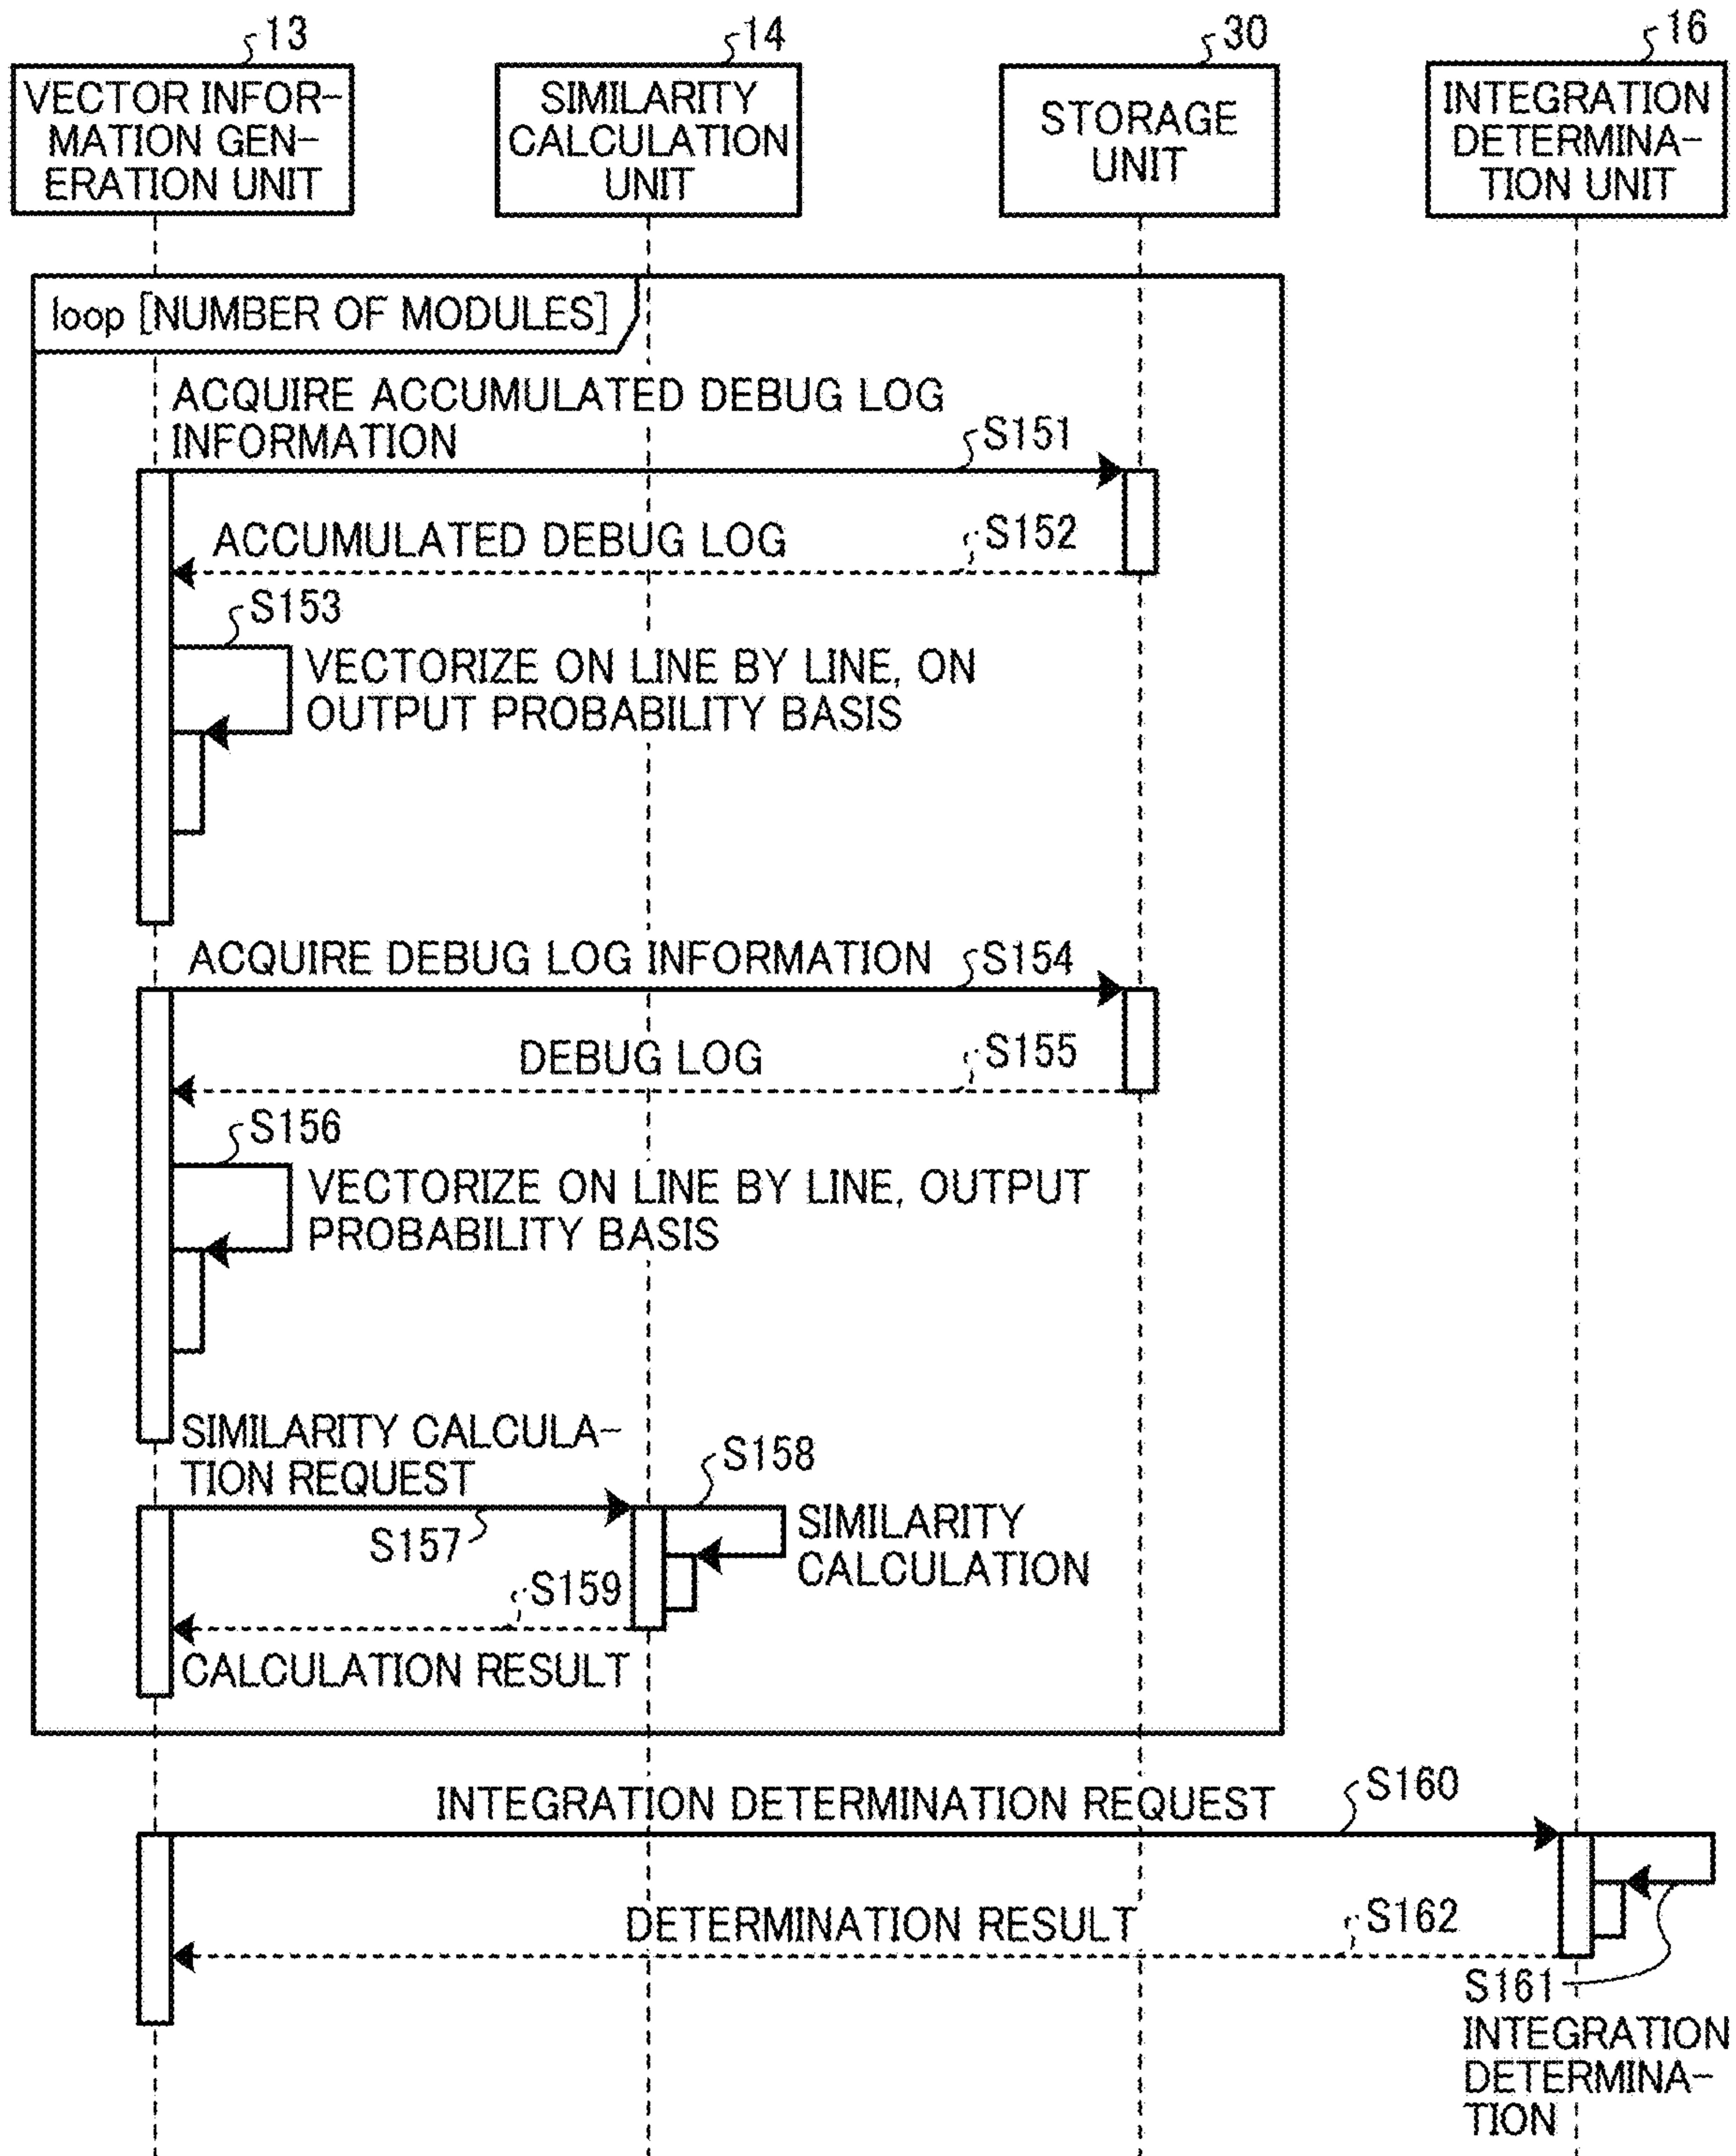 13
14
30
16
VECTOR INFOR-
MATION GEN-
ERATION UNIT
SIMILARITY
CALCULATION
UNIT
STORAGE
UNIT
INTEGRATION
DETERMINA-
TION UNIT
loop [NUMBER OF MODULES]
ACQUIRE ACCUMULATED DEBUG LOG
INFORMATION
S151
ACCUMULATED DEBUG LOG
S152
S153
VECTORIZE ON LINE BY LINE, ON
OUTPUT PROBABILITY BASIS
ACQUIRE DEBUG LOG INFORMATION
S154
DEBUG LOG
S155
S156
VECTORIZE ON LINE BY LINE, OUTPUT
PROBABILITY BASIS
SIMILARITY CALCULA-
TION REQUEST
S158
S157
SIMILARITY
CALCULATION
S159
CALCULATION RESULT
INTEGRATION DETERMINATION REQUEST
S160
DETERMINATION RESULT
S162
S161
INTEGRATION
DETERMINA-
TION